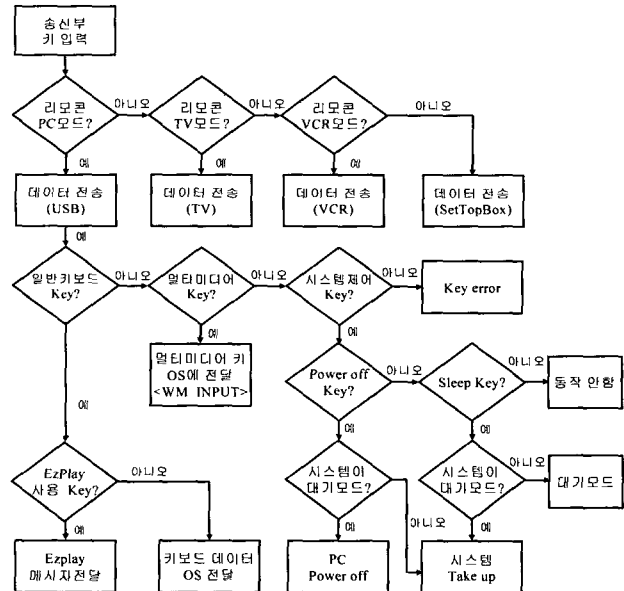 송신부
키 입력
리모콘
PC모드?
아니오
리모콘
TV모드?
아니오
리모콘
VCR모드?
아니오
예
예
예
데이터 전송
(USB)
데이터 전송
(TV)
데이터 전송
(VCR)
데이터 전송
(SetTopBox)
예
일반키보드
Key?
아니오
멀티미디어
Key?
아니오
시스템제어
Key?
아니오
Key error
예
예
멀티미디어 키
OS에 전달
<WM INPUT>
Power off
Key?
아니오
Sleep Key?
아니오
동작 안함
예
예
예
EzPlay
사용 Key?
아니오
시스템이
대기모드?
아니오
시스템이
대기모드?
아니오
대기모드
예
예
예
Ezplay
메시지전달
키보드 데이터
OS 전달
PC
Power off
시스템
Take up